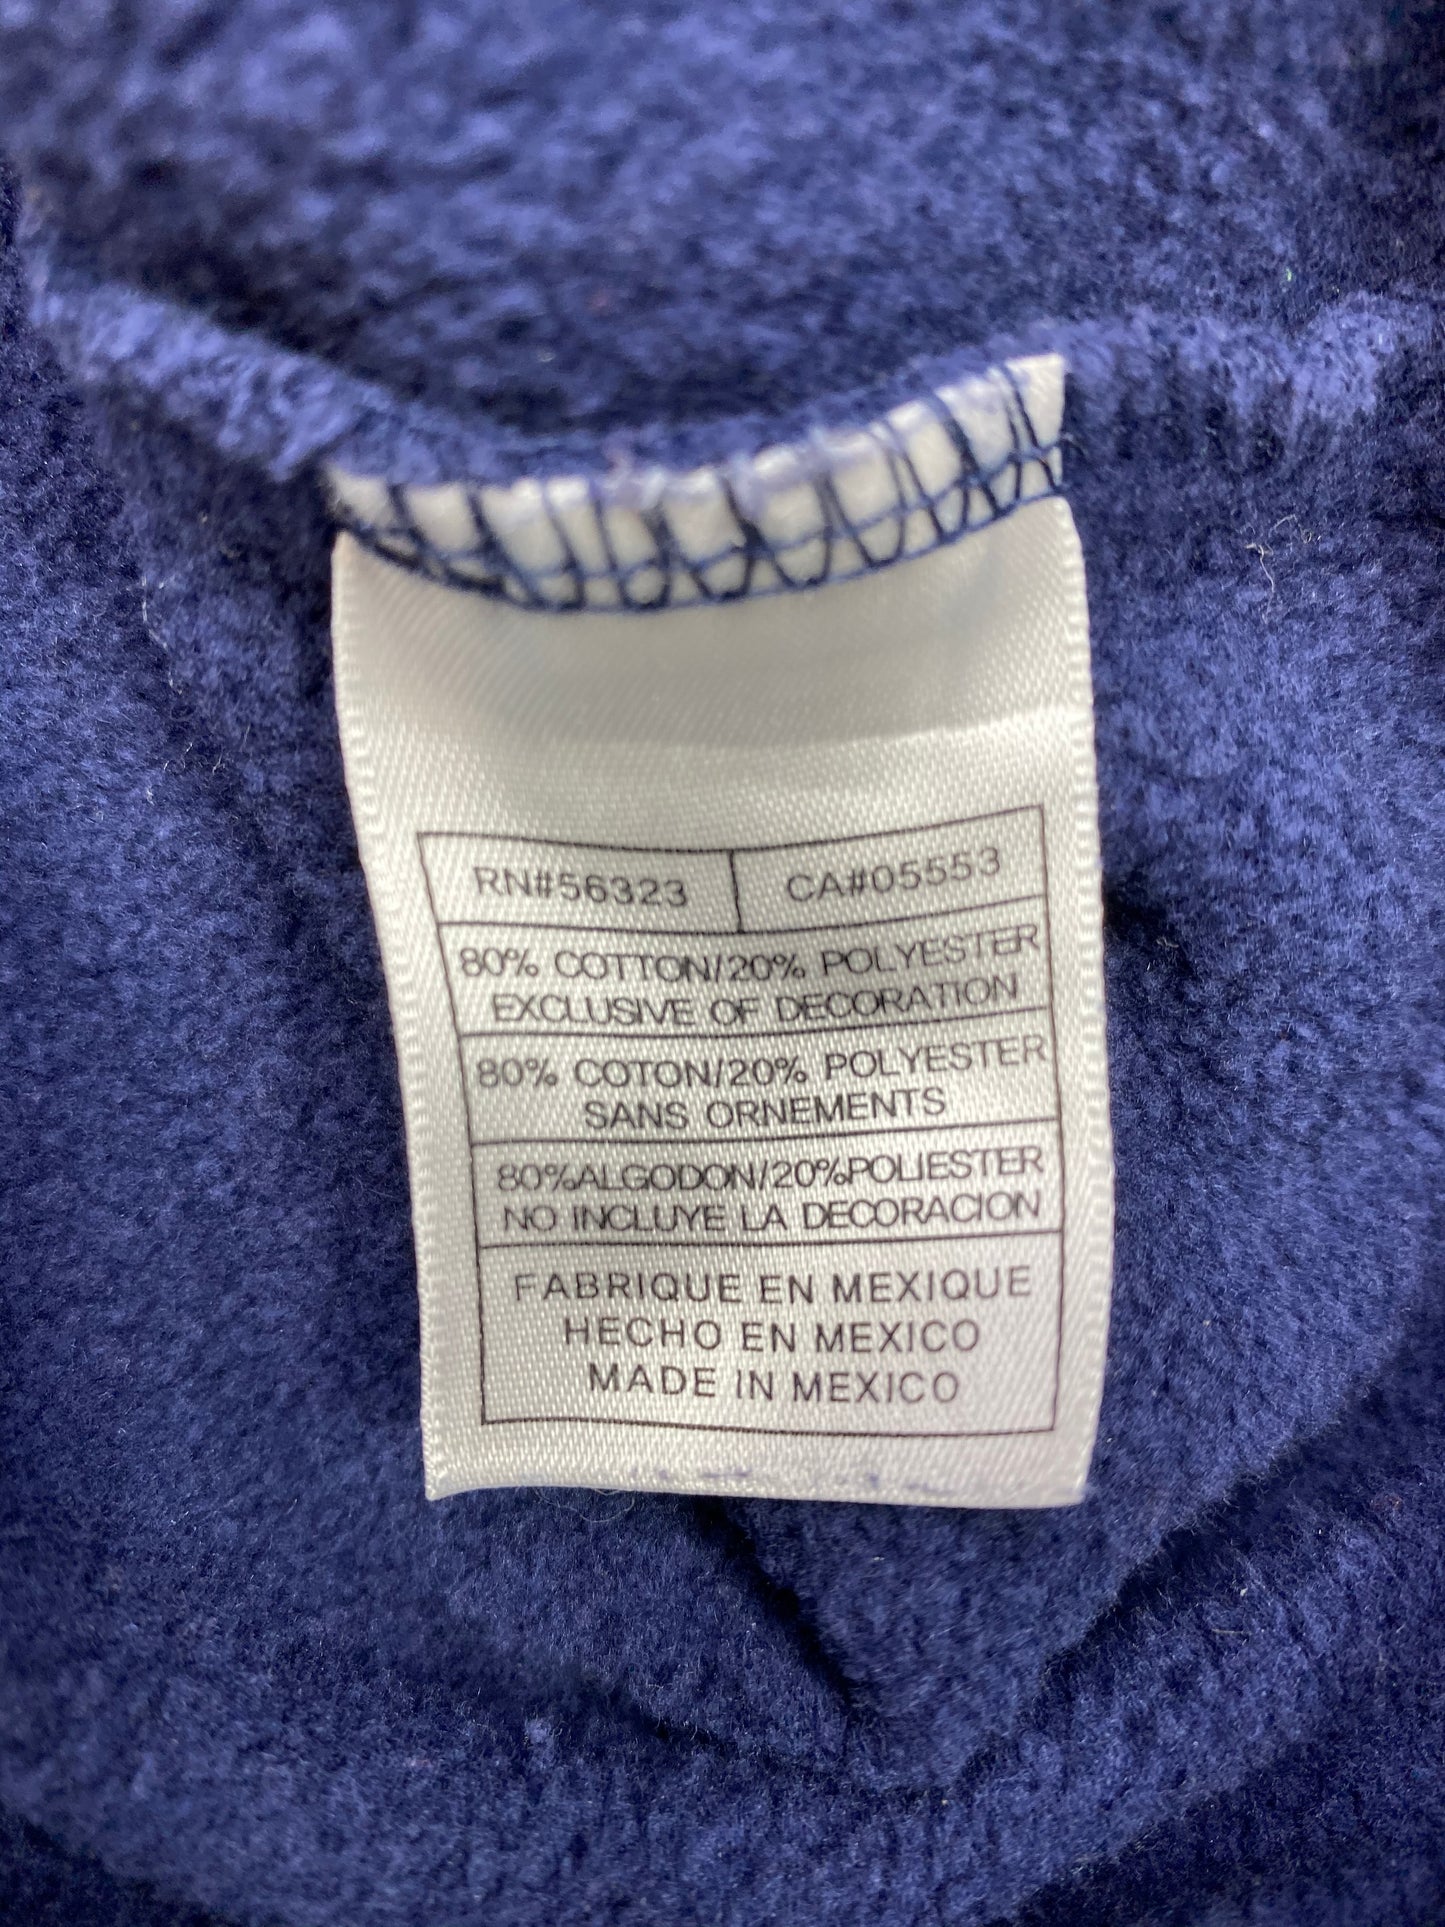 RN#56323 CA#05553
80% COTTON/20% POLYESTER
EXCLUSIVE OF DECORATION
80% COTON/20% POLYESTER
SANS ORNEMENTS
80%ALGODON/20%POLIESTER
NO INCLUYE LA DECORACION
FABRIQUE EN MEXIQUE
HECHO EN MEXICO
MADE IN MEXICO